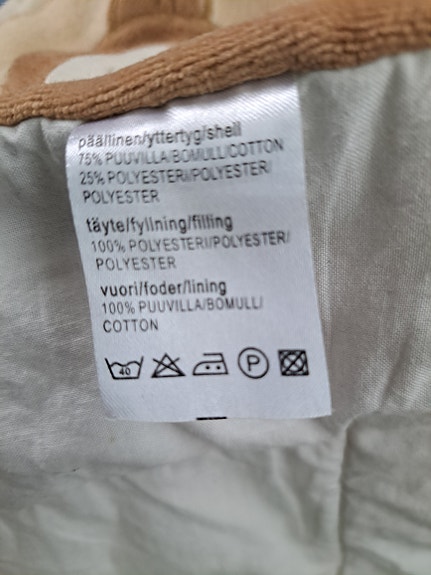 päällinen/yttertyg/shell
75% PUUVILLA/BOMULL/COTTON
25% POLYESTERI/POLYESTER/
POLYESTER
täyte/fyllning/filling
100% POLYESTERI/POLYESTER/
POLYESTER
vuori/foder/lining
100% PUUVILLA/BOMULL/
COTTON
40 P